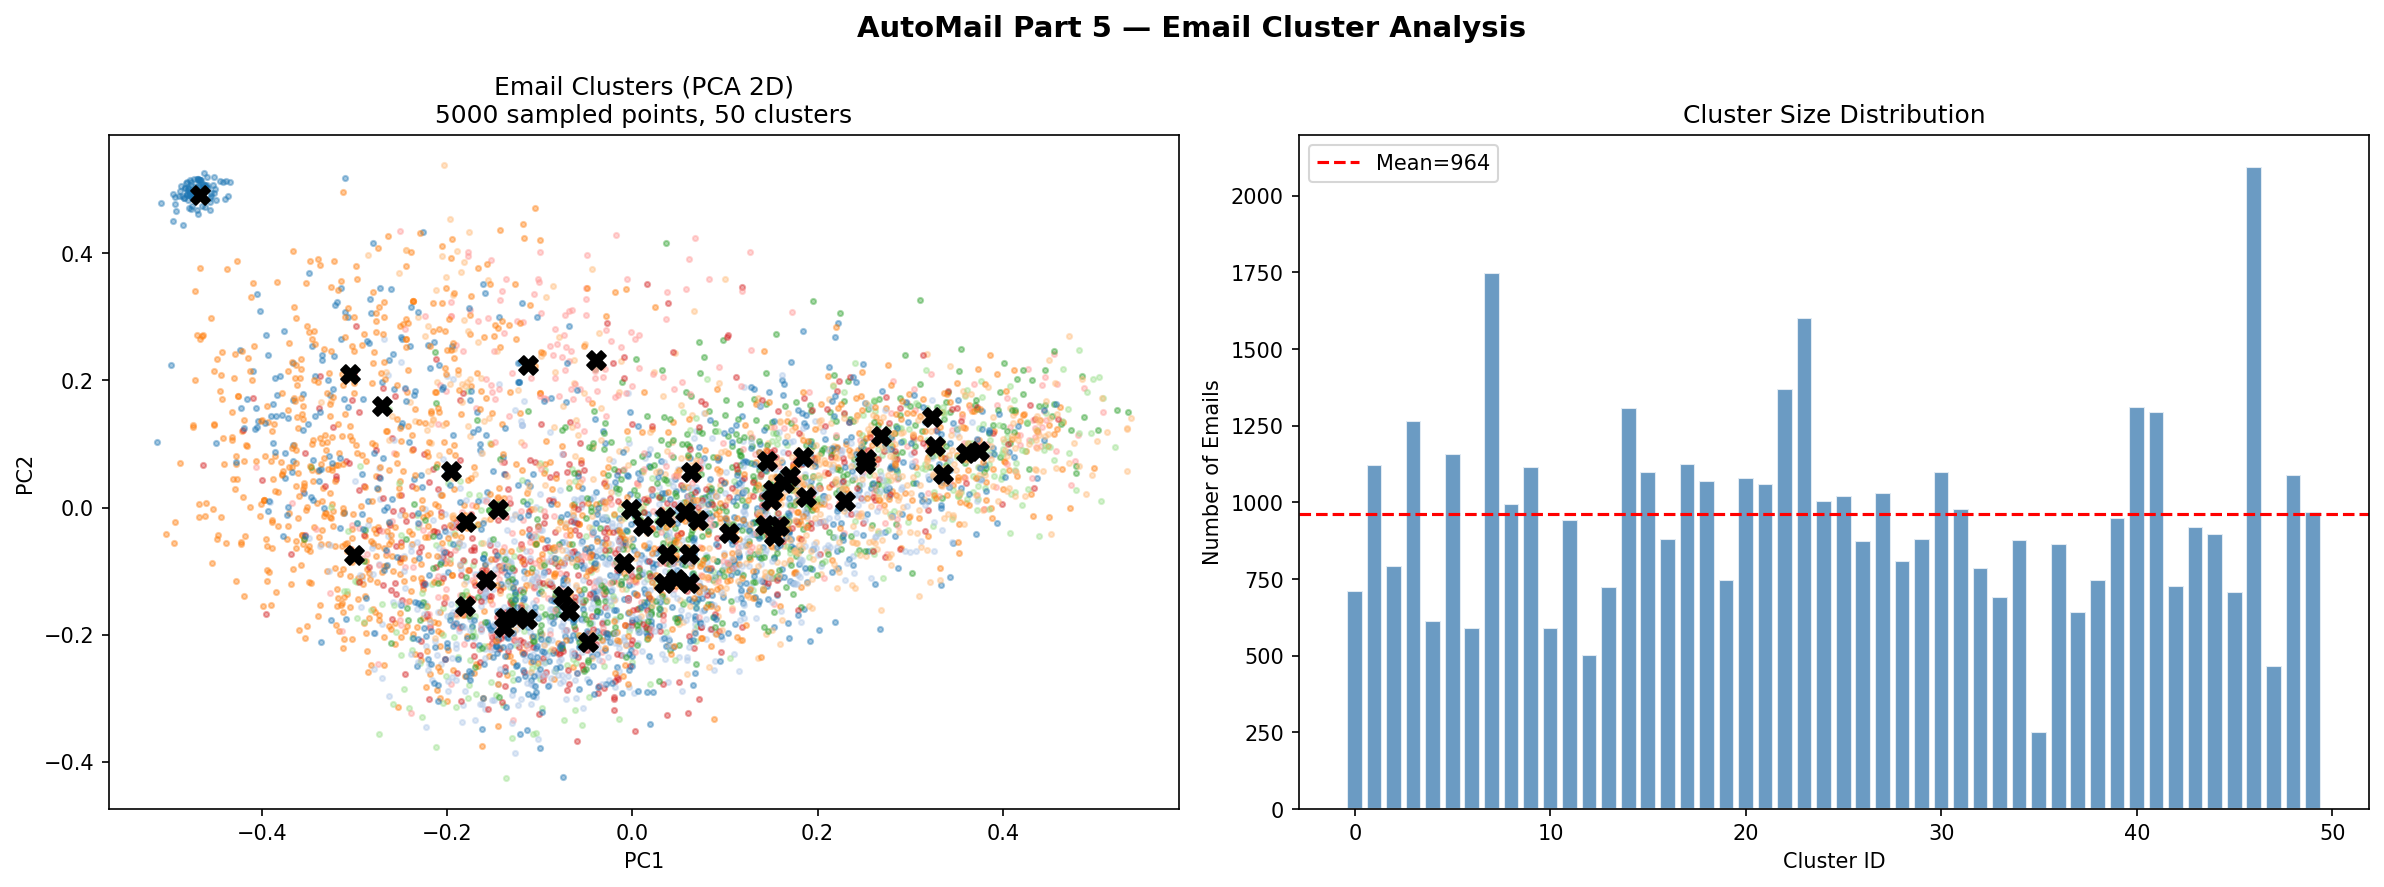 AutoMail Part 5 — Email Cluster Analysis
Email Clusters (PCA 2D)
5000 sampled points, 50 clusters
PC2
0.4
0.2
0.0
−0.2
−0.4
−0.4
−0.2
0.0
0.2
0.4
PC1
Cluster Size Distribution
Mean=964
Number of Emails
2000
1750
1500
1250
1000
750
500
250
0
0
10
20
30
40
50
Cluster ID